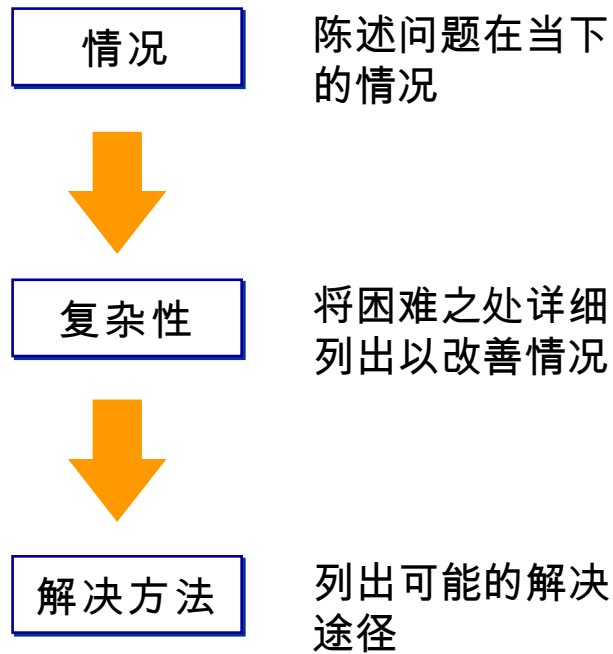 情况
陈述问题在当下
的情况
复杂性
将困难之处详细
列出以改善情况
解决方法
列出可能的解决
途径